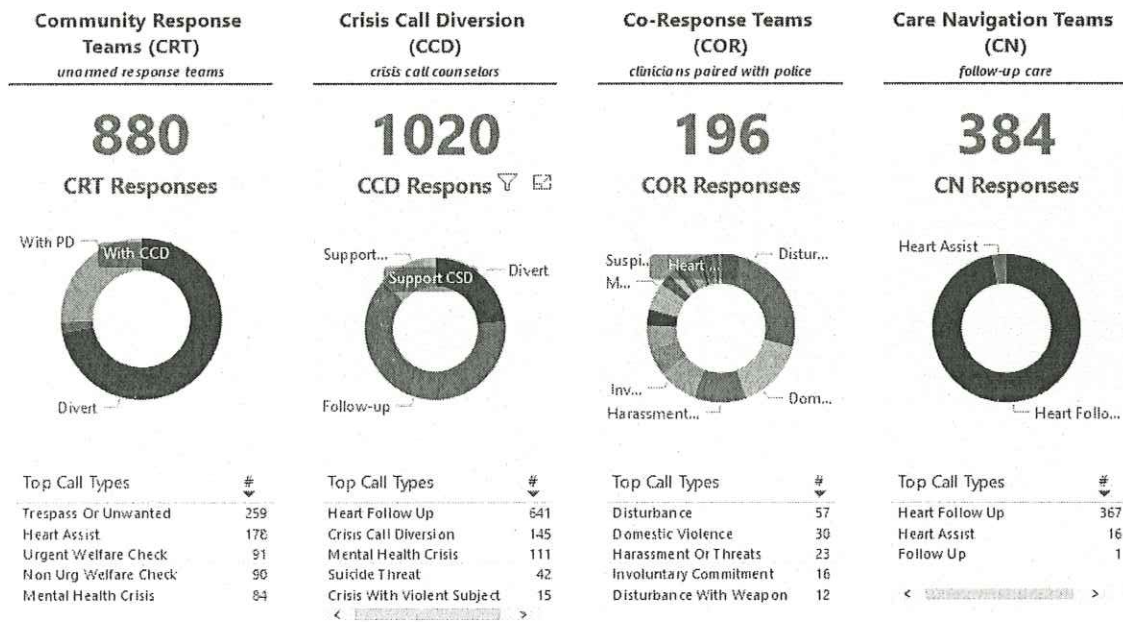 Community Response
Teams (CRT)
unarmed response teams
880
CRT Responses
With PD
With CCD
Divert
Top Call Types #
Trespass Or Unwanted 259
Heart Assist 178
Urgent Welfare Check 91
Non Urg Welfare Check 90
Mental Health Crisis 84
Crisis Call Diversion
(CCD)
crisis call counselors
1020
CCD Respons
Support...
Support CSD
Divert
Follow-up
Top Call Types #
Heart Follow Up 641
Crisis Call Diversion 145
Mental Health Crisis 111
Suicide Threat 42
Crisis With Violent Subject 15
Co-Response Teams
(COR)
clinicians paired with police
196
COR Responses
Suspi...
Heart ...
Distur...
M...
Inv...
Harassment...
Dom...
Top Call Types #
Disturbance 57
Domestic Violence 30
Harassment Or Threats 23
Involuntary Commitment 16
Disturbance With Weapon 12
Care Navigation Teams
(CN)
follow-up care
384
CN Responses
Heart Assist
Heart Follo...
Top Call Types #
Heart Follow Up 367
Heart Assist 16
Follow Up 1